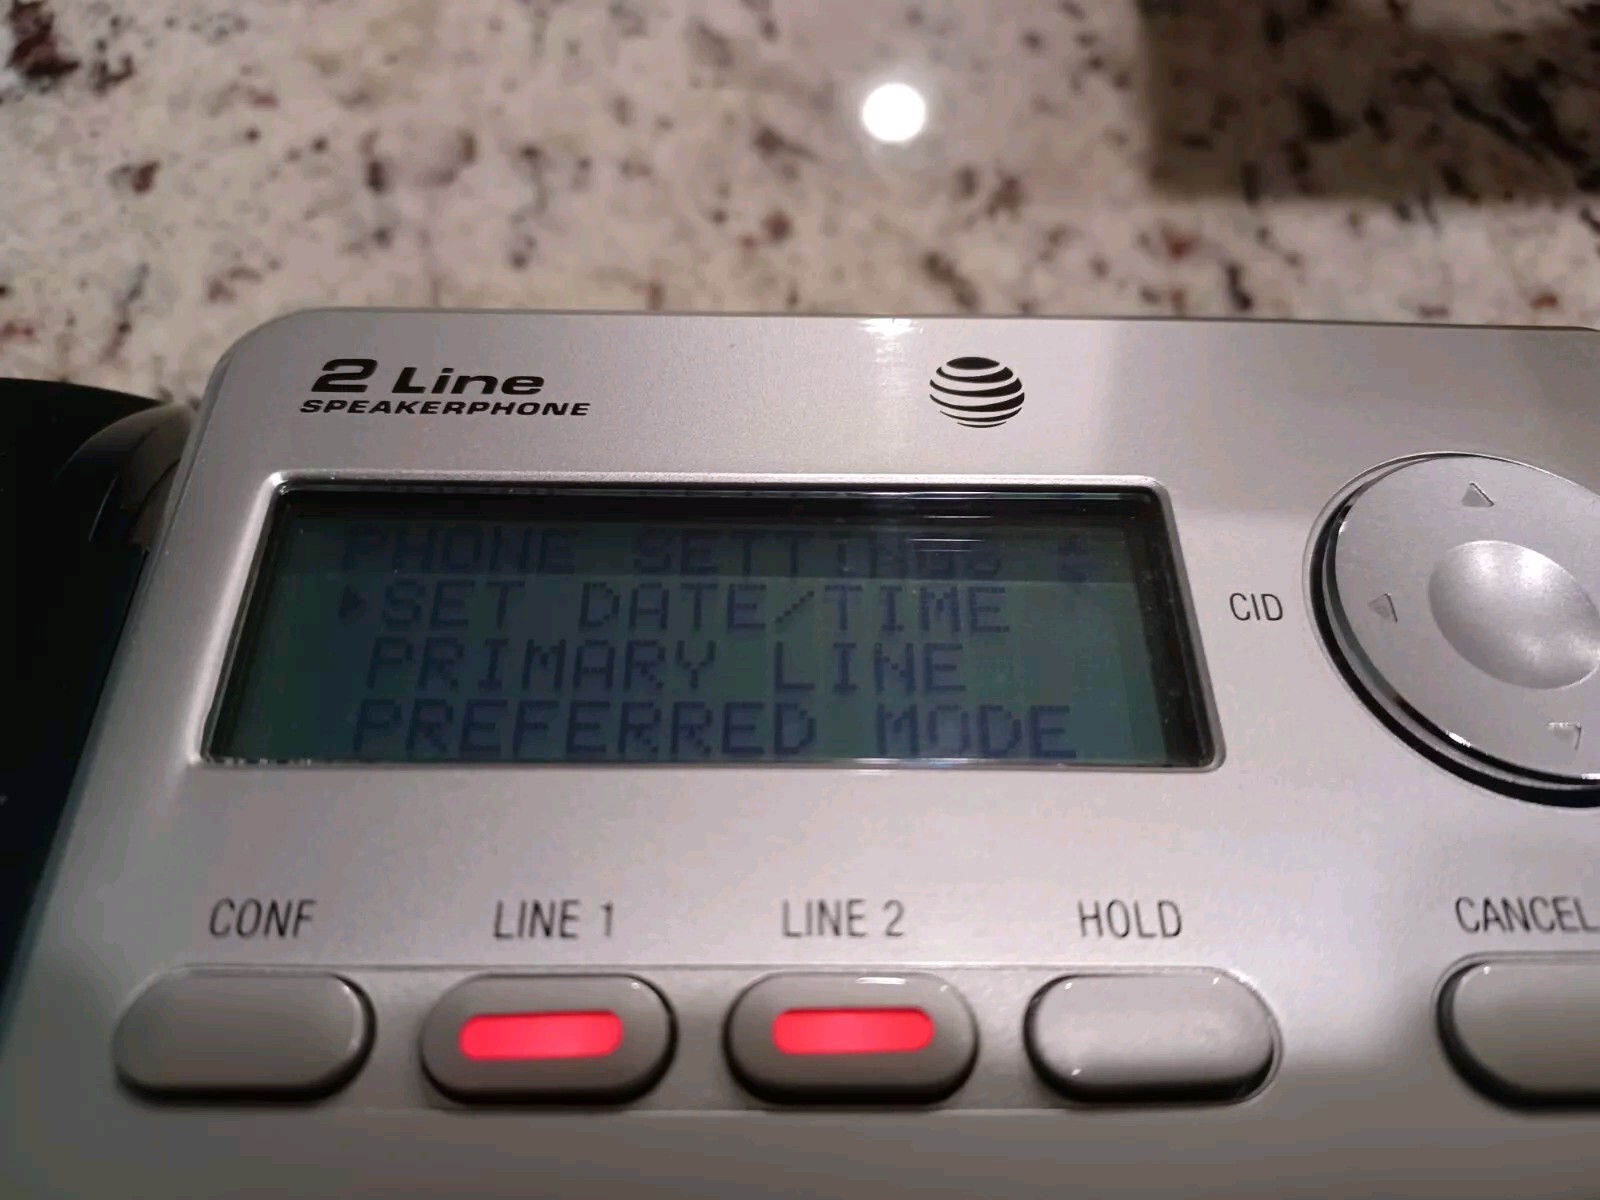 2 Line
SPEAKERPHONE
PHONE SETTINGS
SET DATE/TIME
PRIMARY LINE
PREFERRED MODE
CID
CONF
LINE 1
LINE 2
HOLD
CANCEL